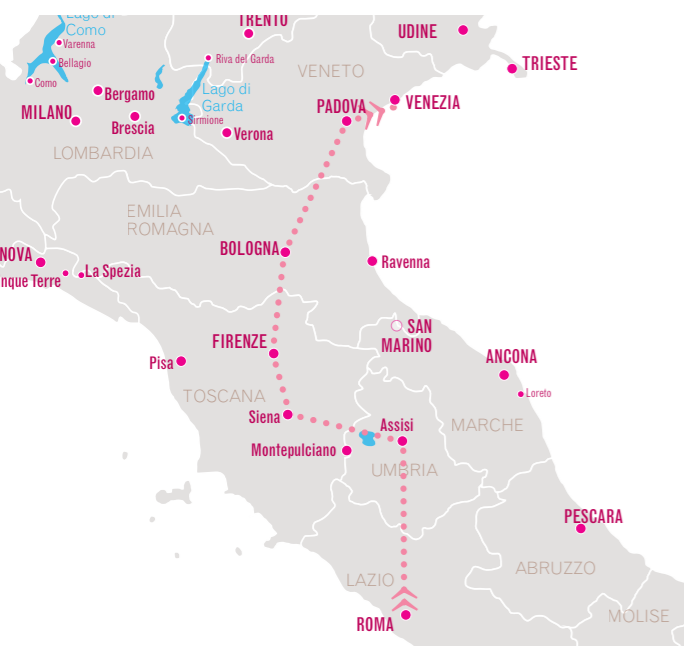 Lago di
Como
TRENTO
UDINE
Varenna
Bellagio
Riva del Garda
VENETO
TRIESTE
Como
Bergamo
Lago di
Garda
PADOVA
VENEZIA
MILANO
Brescia
Sirmione
Verona
LOMBARDIA
EMILIA
ROMAGNA
BOLOGNA
NOVA
Ravenna
nque Terre
La Spezia
SAN
MARINO
FIRENZE
Pisa
ANCONA
TOSCANA
Loreto
Siena
Assisi
MARCHE
Montepulciano
UMBRIA
PESCARA
ABRUZZO
LAZIO
MOLISE
ROMA